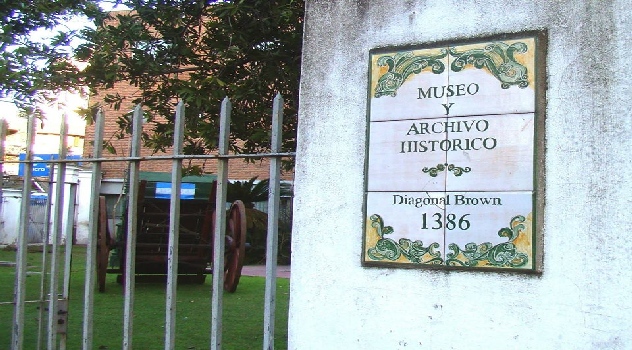 MUSEO
Y
ARCHIVO
HISTORICO
Diagonal Brown
1386